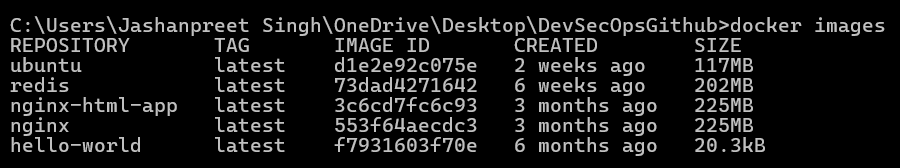 C:\Users\Jashanpreet Singh\OneDrive\Desktop\DevSecOpsGithub>docker images
REPOSITORY TAG IMAGE ID CREATED SIZE
ubuntu latest d1e2e92c075e 2 weeks ago 117MB
redis latest 73dad4271642 6 weeks ago 202MB
nginx-html-app latest 3c6cd7fc6c93 3 months ago 225MB
nginx latest 553f64aecdc3 3 months ago 225MB
hello-world latest f7931603f70e 6 months ago 20.3kB